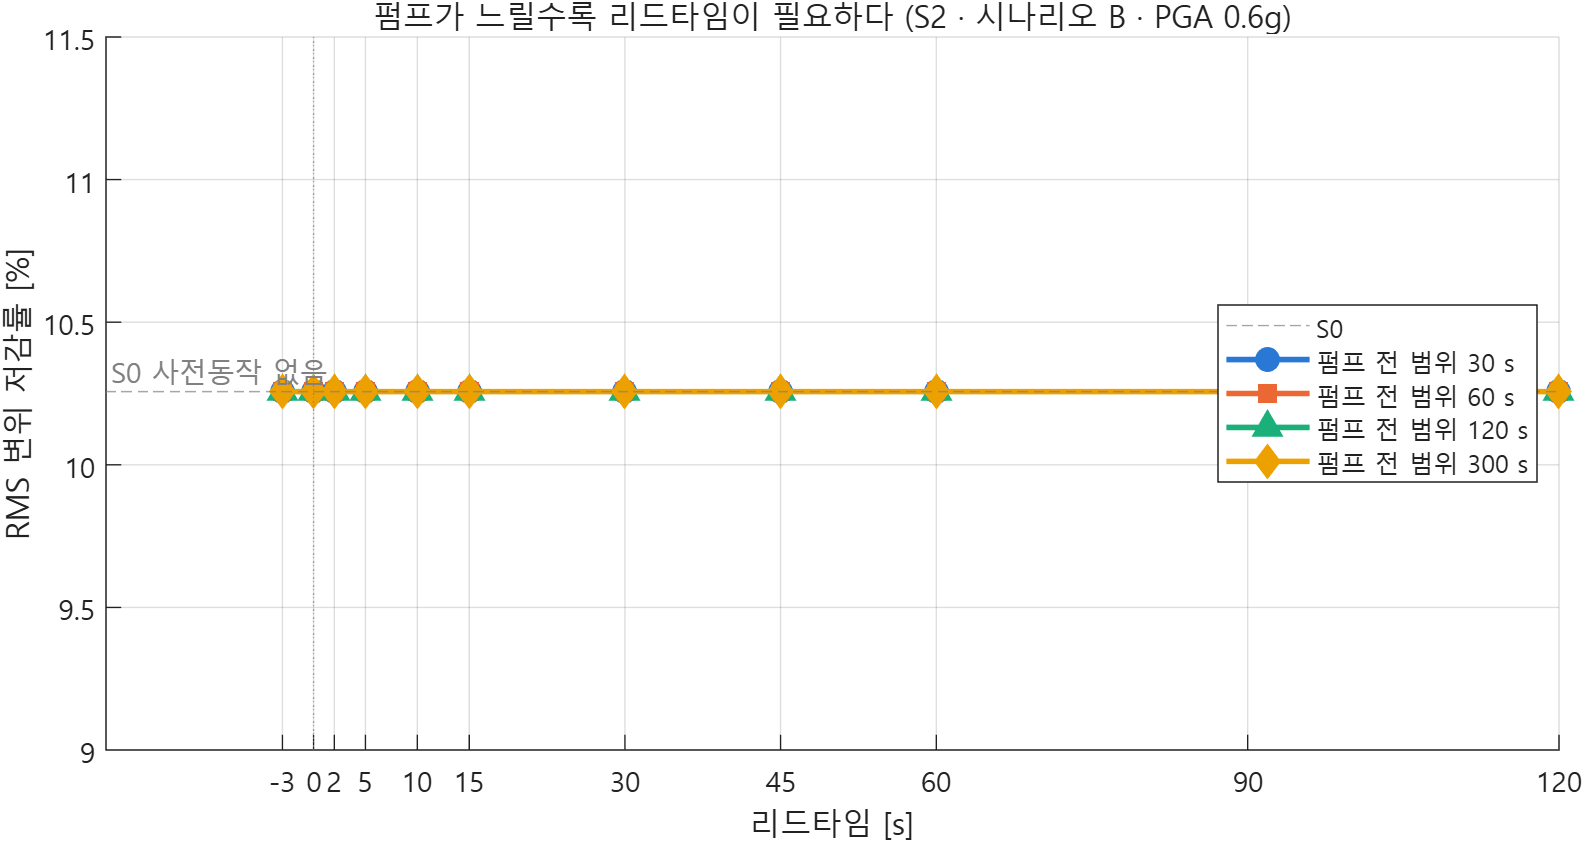 펌프가 느릴수록 리드타임이 필요하다 (S2 · 시나리오 B · PGA 0.6g)
RMS 변위 저감률 [%]
11.5
11
10.5
10
9.5
9
S0 사전동작 없음
S0
펌프 전 범위 30 s
펌프 전 범위 60 s
펌프 전 범위 120 s
펌프 전 범위 300 s
-3 0 2 5 10 15 30 45 60 90 120
리드타임 [s]